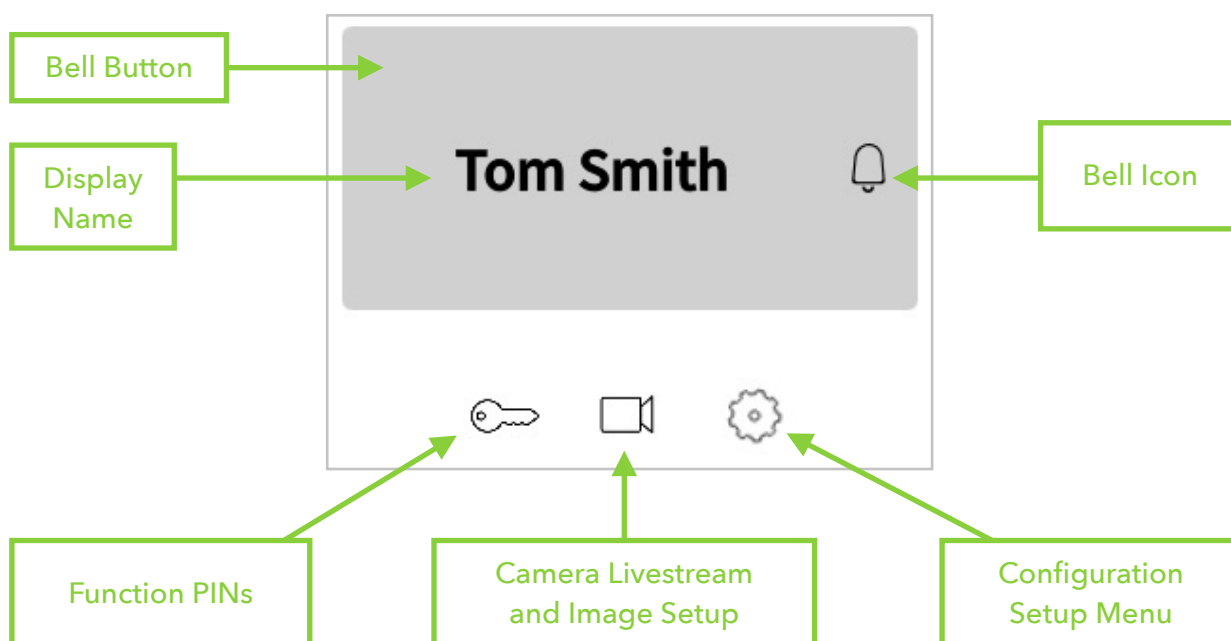 Bell Button
Tom Smith
Display
Name
Bell Icon
Function PINs
Camera Livestream
and Image Setup
Configuration
Setup Menu